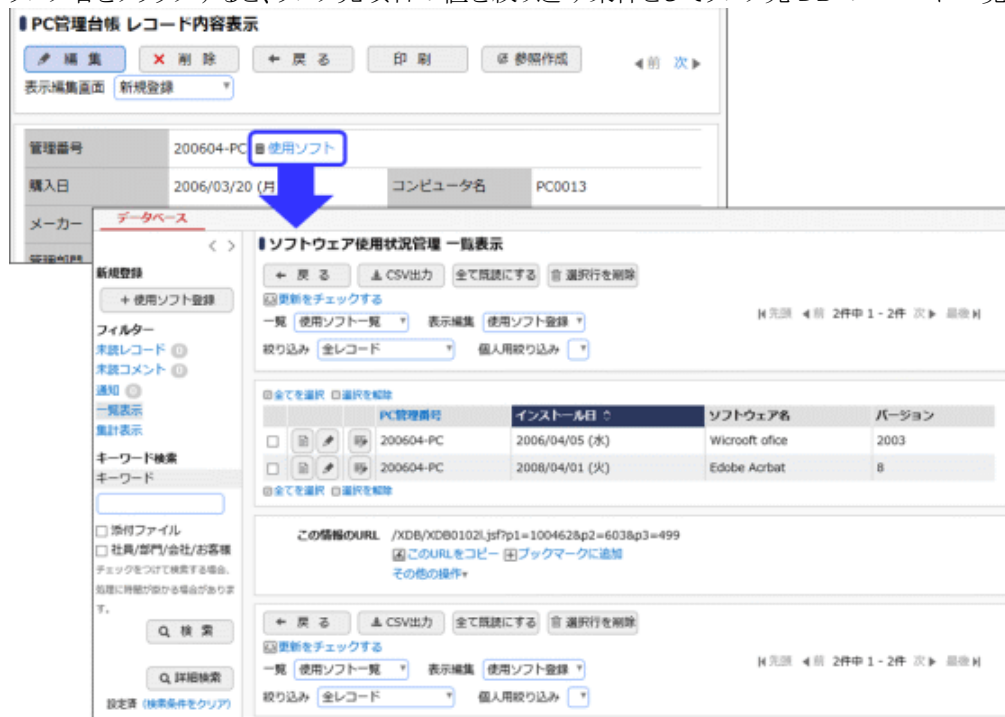 PC管理台帳 レコード内容表示
編 集 削 除 戻 る 印 刷 参照作成 前 次
表示編集画面 新規登録
管理番号 200604-PC 使用ソフト
購入日 2006/03/20 (月 コンピュータ名 PC0013
メーカー
データベース
新規登録
+ 使用ソフト登録
フィルター
未読レコード 0
未読コメント 0
通知 0
一覧表示
集計表示
キーワード検索
キーワード
添付ファイル
社員/部門/会社/お客様
チェックをつけて検索する場合、
処理に時間が掛かる場合がありま
す。
検 索
詳細検索
設定済 (検索条件をクリア)
ソフトウェア使用状況管理 一覧表示
戻 る CSV出力 全て既読にする 選択行を削除
更新をチェックする
一覧 使用ソフト一覧 表示編集 使用ソフト登録 先頭 前 2件中 1 - 2件 次 最後
絞り込み 全レコード 個人用絞り込み
全てを選択 選択を解除
PC管理番号 インストール日 ソフトウェア名 バージョン
200604-PC 2006/04/05 (水) Wicrooft ofice 2003
200604-PC 2008/04/01 (火) Edobe Acrbat 8
全てを選択 選択を解除
この情報のURL /XDB/XDB0102l.jsf?p1=100462&p2=603&p3=499
このURLをコピー ブックマークに追加
その他の操作
戻 る CSV出力 全て既読にする 選択行を削除
更新をチェックする
一覧 使用ソフト一覧 表示編集 使用ソフト登録 先頭 前 2件中 1 - 2件 次 最後
絞り込み 全レコード 個人用絞り込み